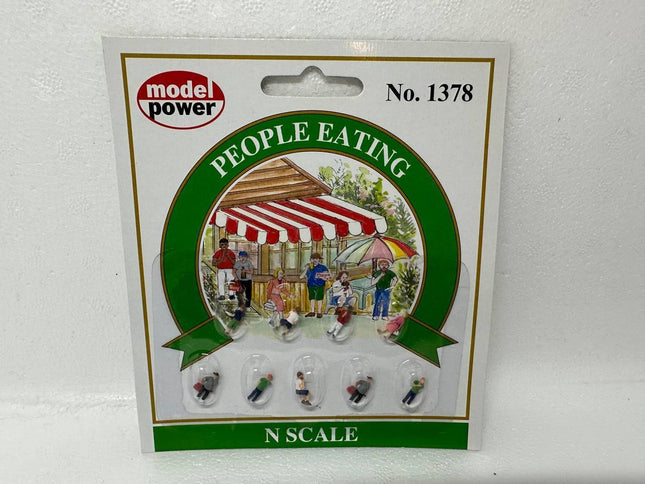 model
power
No. 1378
PEOPLE EATING
N SCALE